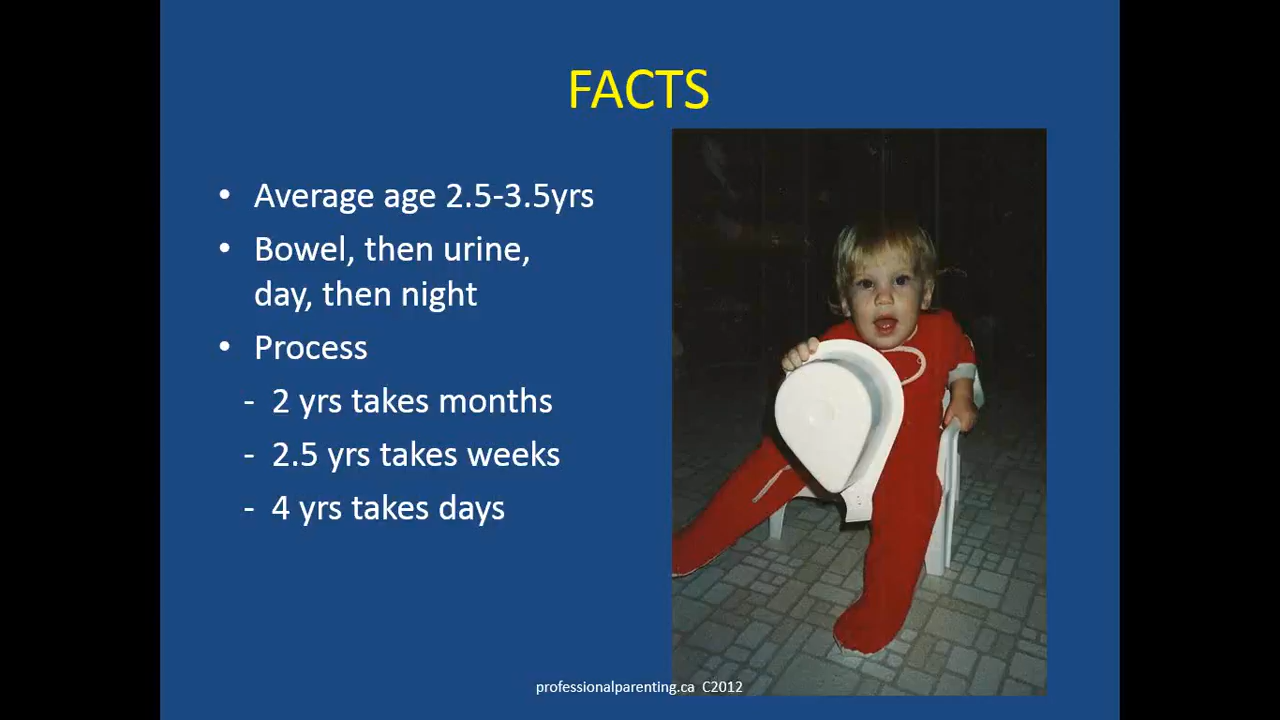 FACTS
• Average age 2.5-3.5yrs
• Bowel, then urine,
day, then night
• Process
- 2 yrs takes months
- 2.5 yrs takes weeks
- 4 yrs takes days
professionalparenting.ca C2012